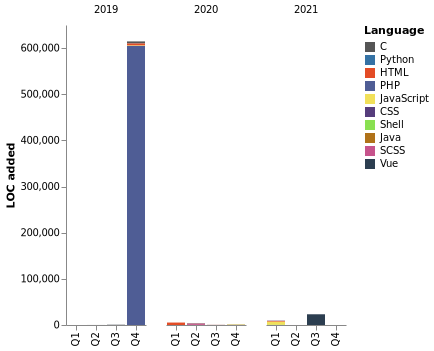 2019 2020 2021
Language
C
Python
HTML
PHP
JavaScript
CSS
Shell
Java
SCSS
Vue
LOC added
600,000
500,000
400,000
300,000
200,000
100,000
0
Q1 Q2 Q3 Q4 Q1 Q2 Q3 Q4 Q1 Q2 Q3 Q4